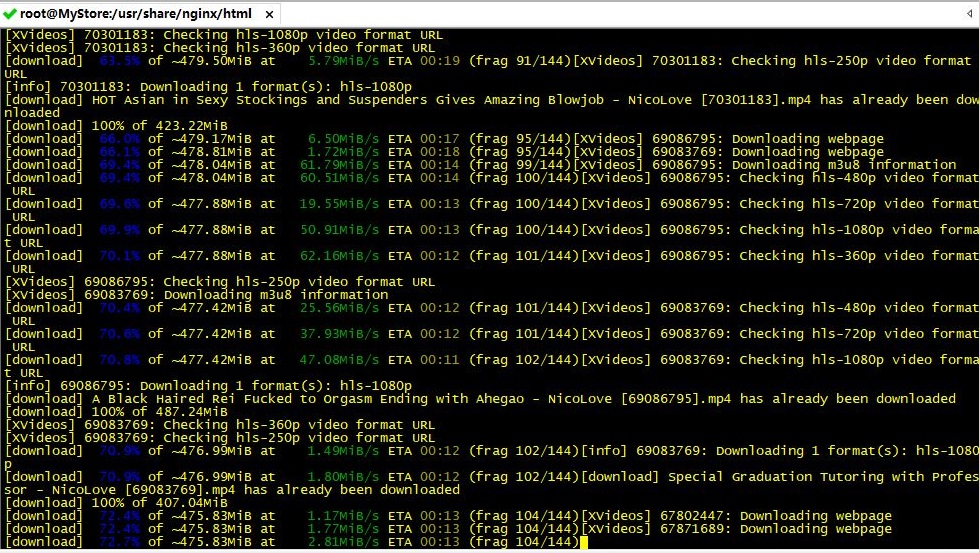 root@MyStore:/usr/share/nginx/html ×
[XVideos] 70301183: Checking hls-1080p video format URL
[XVideos] 70301183: Checking hls-360p video format URL
[download]  63.5% of ~479.50MiB at    5.79MiB/s ETA 00:19 (frag 91/144)[XVideos] 70301183: Checking hls-250p video format
URL
[info] 70301183: Downloading 1 format(s): hls-1080p
[download] HOT Asian in Sexy Stockings and Suspenders Gives Amazing Blowjob - NicoLove [70301183].mp4 has already been dow
nloaded
[download] 100% of 423.22MiB
[download]  66.0% of ~479.17MiB at    6.50MiB/s ETA 00:17 (frag 95/144)[XVideos] 69086795: Downloading webpage
[download]  66.1% of ~478.81MiB at    1.72MiB/s ETA 00:18 (frag 95/144)[XVideos] 69083769: Downloading webpage
[download]  69.4% of ~478.04MiB at   61.79MiB/s ETA 00:14 (frag 99/144)[XVideos] 69086795: Downloading m3u8 information
[download]  69.4% of ~478.04MiB at   60.51MiB/s ETA 00:14 (frag 100/144)[XVideos] 69086795: Checking hls-480p video format
URL
[download]  69.6% of ~477.88MiB at   19.55MiB/s ETA 00:13 (frag 100/144)[XVideos] 69086795: Checking hls-720p video format
URL
[download]  69.9% of ~477.88MiB at   50.91MiB/s ETA 00:13 (frag 100/144)[XVideos] 69086795: Checking hls-1080p video forma
t URL
[download]  70.1% of ~477.88MiB at   62.16MiB/s ETA 00:12 (frag 101/144)[XVideos] 69086795: Checking hls-360p video format
URL
[XVideos] 69086795: Checking hls-250p video format URL
[XVideos] 69083769: Downloading m3u8 information
[download]  70.4% of ~477.42MiB at   25.56MiB/s ETA 00:12 (frag 101/144)[XVideos] 69083769: Checking hls-480p video format
URL
[download]  70.6% of ~477.42MiB at   37.93MiB/s ETA 00:12 (frag 101/144)[XVideos] 69083769: Checking hls-720p video format
URL
[download]  70.8% of ~477.42MiB at   47.08MiB/s ETA 00:11 (frag 102/144)[XVideos] 69083769: Checking hls-1080p video forma
t URL
[info] 69086795: Downloading 1 format(s): hls-1080p
[download] A Black Haired Rei Fucked to Orgasm Ending with Ahegao - NicoLove [69086795].mp4 has already been downloaded
[download] 100% of 487.24MiB
[XVideos] 69083769: Checking hls-360p video format URL
[XVideos] 69083769: Checking hls-250p video format URL
[download]  70.9% of ~476.99MiB at    1.49MiB/s ETA 00:12 (frag 102/144)[info] 69083769: Downloading 1 format(s): hls-1080
p
[download]  70.9% of ~476.99MiB at    1.80MiB/s ETA 00:12 (frag 102/144)[download] Special Graduation Tutoring with Profes
sor - NicoLove [69083769].mp4 has already been downloaded
[download] 100% of 407.04MiB
[download]  72.4% of ~475.83MiB at    1.17MiB/s ETA 00:13 (frag 104/144)[XVideos] 67802447: Downloading webpage
[download]  72.4% of ~475.83MiB at    1.77MiB/s ETA 00:13 (frag 104/144)[XVideos] 67871689: Downloading webpage
[download]  72.7% of ~475.83MiB at    2.81MiB/s ETA 00:13 (frag 104/144)